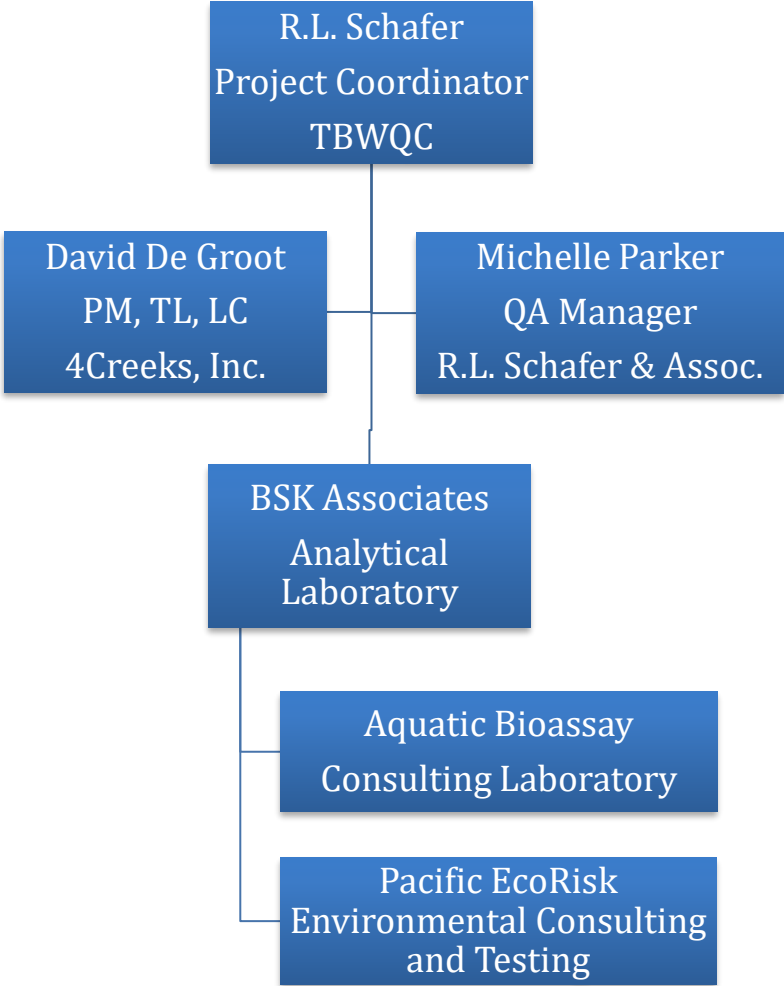 R.L. Schafer
Project Coordinator
TBWQC
David De Groot
PM, TL, LC
4Creeks, Inc.
Michelle Parker
QA Manager
R.L. Schafer & Assoc.
BSK Associates
Analytical
Laboratory
Aquatic Bioassay
Consulting Laboratory
Pacific EcoRisk
Environmental Consulting
and Testing